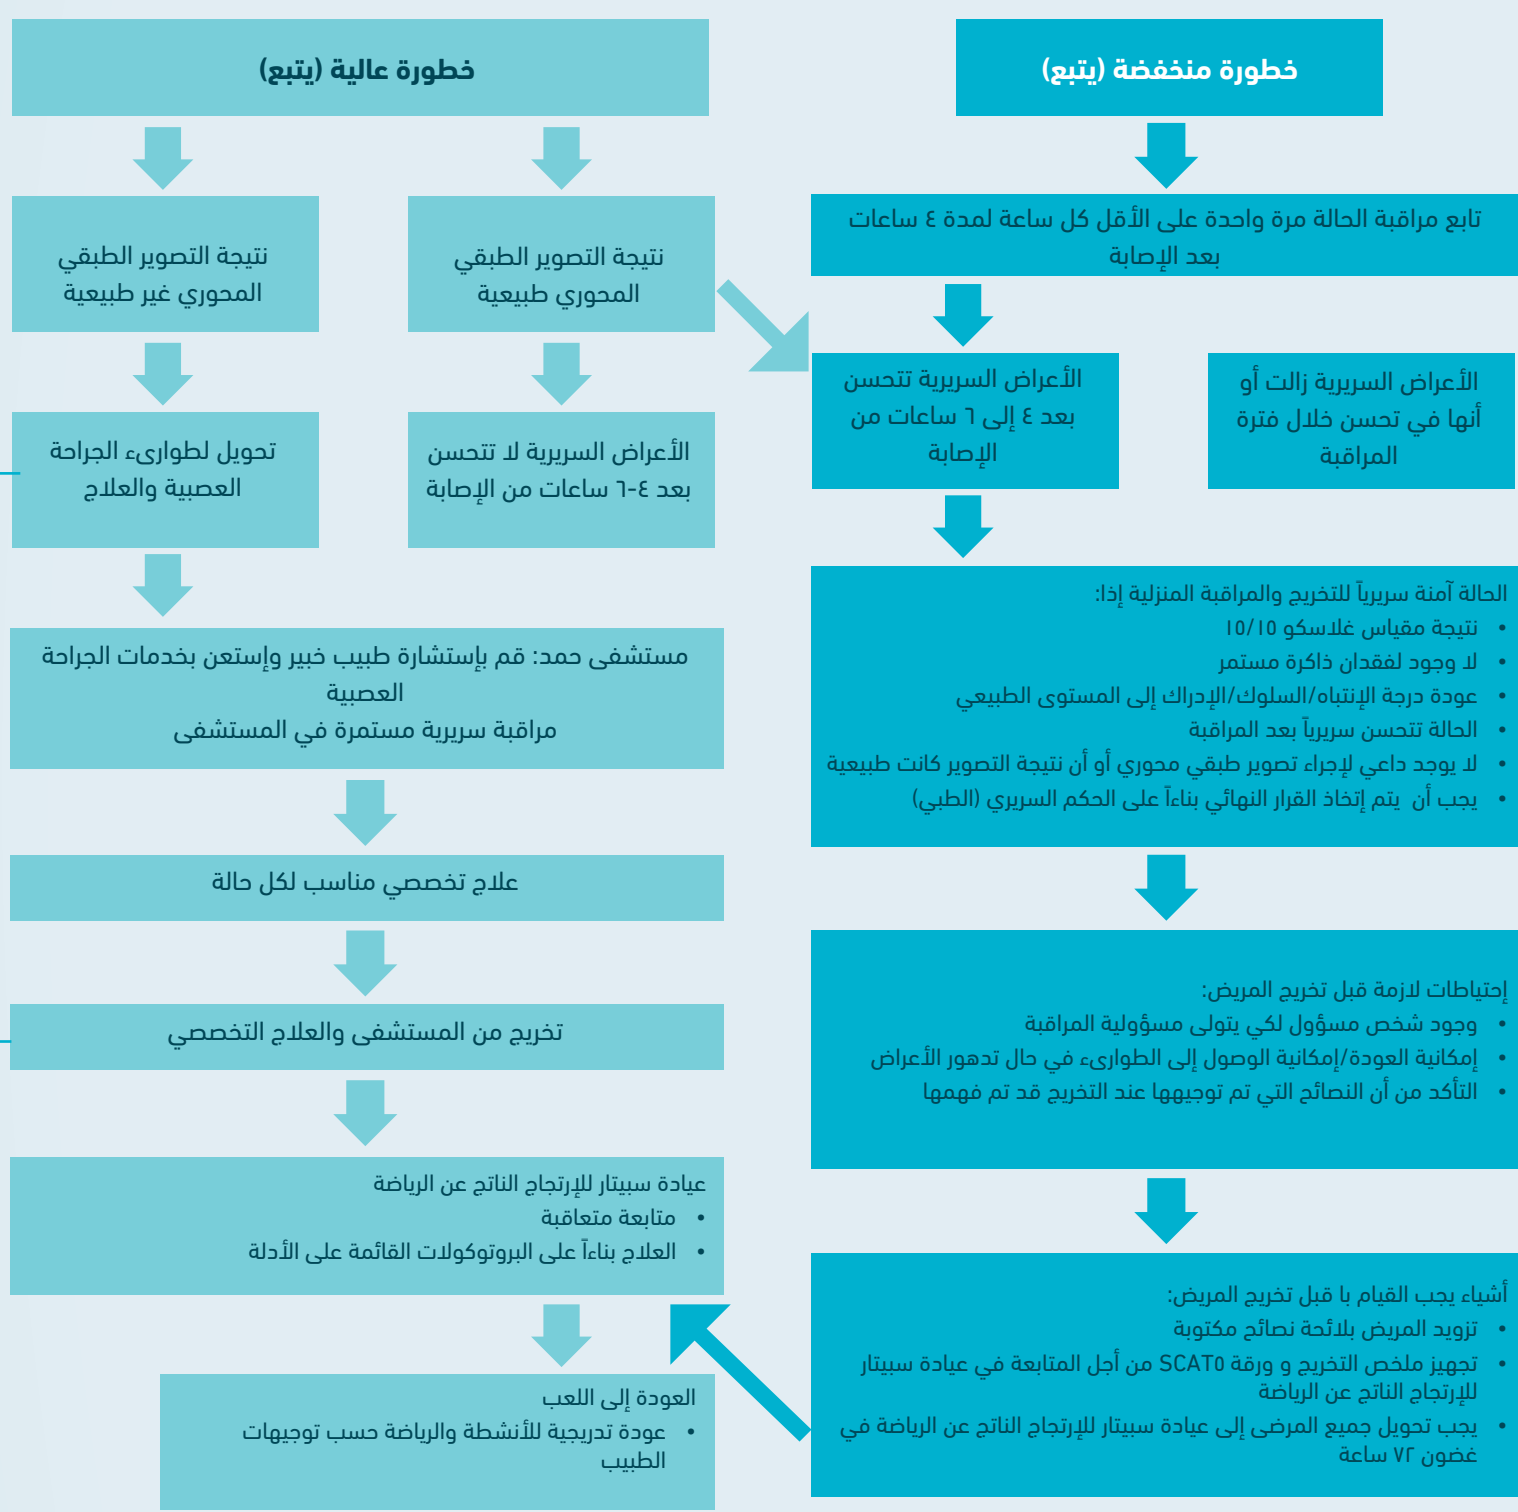 خطورة منخفضة (يتبع)
تابع مراقبة الحالة مرة واحدة على الأقل كل ساعة لمدة ٤ ساعات
بعد الإصابة
الأعراض السريرية زالت أو
أنها في تحسن خلال فترة
المراقبة
الأعراض السريرية تتحسن
بعد ٤ إلى ٦ ساعات من
الإصابة
الحالة آمنة سريرياً للتخريج والمراقبة المنزلية إذا:
• نتيجة مقياس غلاسكو ١٥/١٥
• لا وجود لفقدان ذاكرة مستمر
• عودة درجة الإنتباه/السلوك/الإدراك إلى المستوى الطبيعي
• الحالة تتحسن سريرياً بعد المراقبة
• لا يوجد داعي لإجراء تصوير طبقي محوري أو أن نتيجة التصوير كانت طبيعية
• يجب أن يتم إتخاذ القرار النهائي بناءاً على الحكم السريري (الطبي)
إحتياطات لازمة قبل تخريج المريض:
• وجود شخص مسؤول لكي يتولى مسؤولية المراقبة
• إمكانية العودة/إمكانية الوصول إلى الطوارىء في حال تدهور الأعراض
• التأكد من أن النصائح التي تم توجيهها عند التخريج قد تم فهمها
أشياء يجب القيام با قبل تخريج المريض:
• تزويد المريض بلائحة نصائح مكتوبة
• تجهيز ملخص التخريج و ورقة SCAT٥ من أجل المتابعة في عيادة سبيتار
للإرتجاج الناتج عن الرياضة
• يجب تحويل جميع المرضى إلى عيادة سبيتار للإرتجاج الناتج عن الرياضة في
غضون ٧٢ ساعة
خطورة عالية (يتبع)
نتيجة التصوير الطبقي
المحوري طبيعية
نتيجة التصوير الطبقي
المحوري غير طبيعية
الأعراض السريرية لا تتحسن
بعد ٤-٦ ساعات من الإصابة
تحويل لطوارىء الجراحة
العصبية والعلاج
مستشفى حمد: قم بإستشارة طبيب خبير وإستعن بخدمات الجراحة
العصبية
مراقبة سريرية مستمرة في المستشفى
علاج تخصصي مناسب لكل حالة
تخريج من المستشفى والعلاج التخصصي
عيادة سبيتار للإرتجاج الناتج عن الرياضة
• متابعة متعاقبة
• العلاج بناءاً على البروتوكولات القائمة على الأدلة
العودة إلى اللعب
• عودة تدريجية للأنشطة والرياضة حسب توجيهات
الطبيب